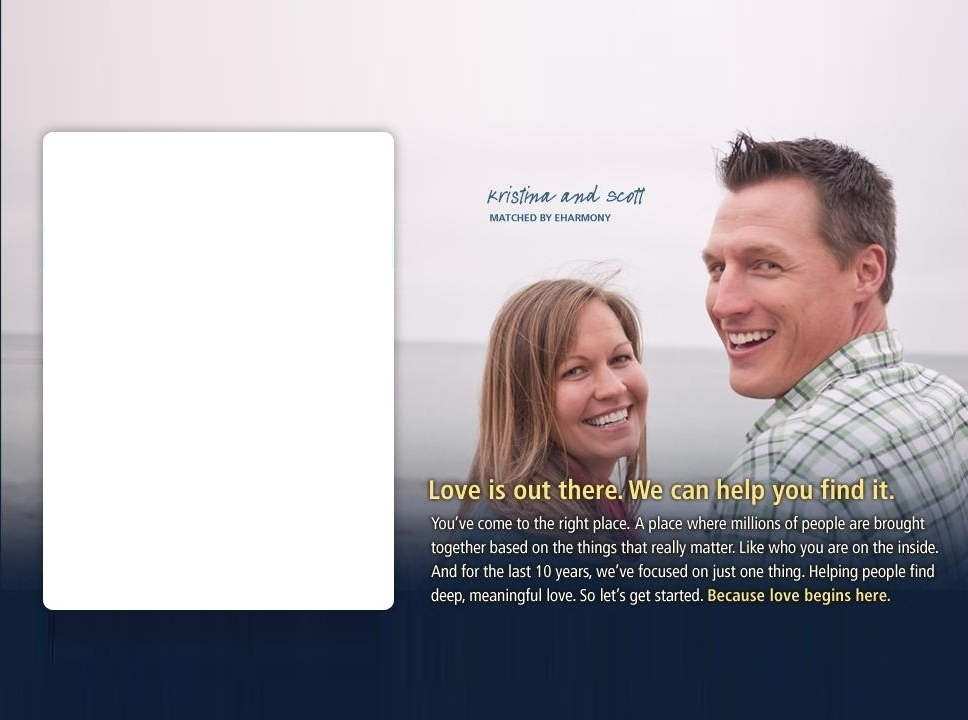 Kristina and Scott
MATCHED BY EHARMONY
Love is out there. We can help you find it.
You've come to the right place. A place where millions of people are brought
together based on the things that really matter. Like who you are on the inside.
And for the last 10 years, we've focused on just one thing. Helping people find
deep, meaningful love. So let's get started. Because love begins here.